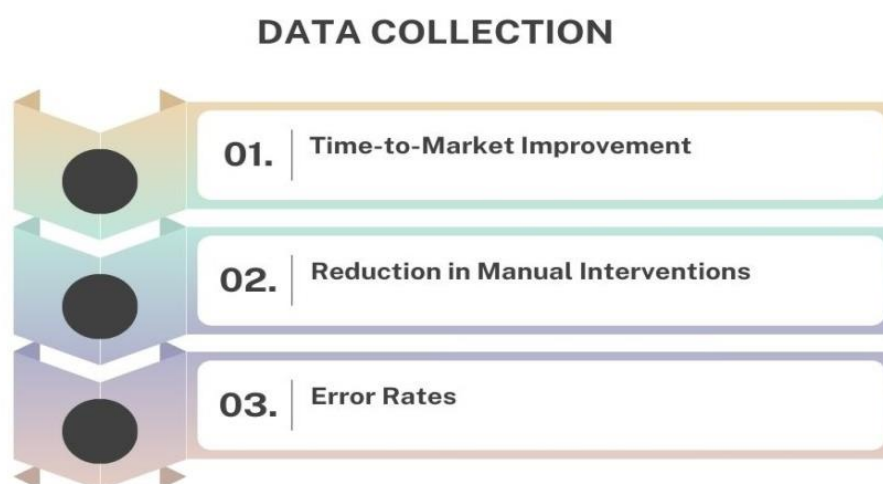 DATA COLLECTION
01. Time-to-Market Improvement
02. Reduction in Manual Interventions
03. Error Rates